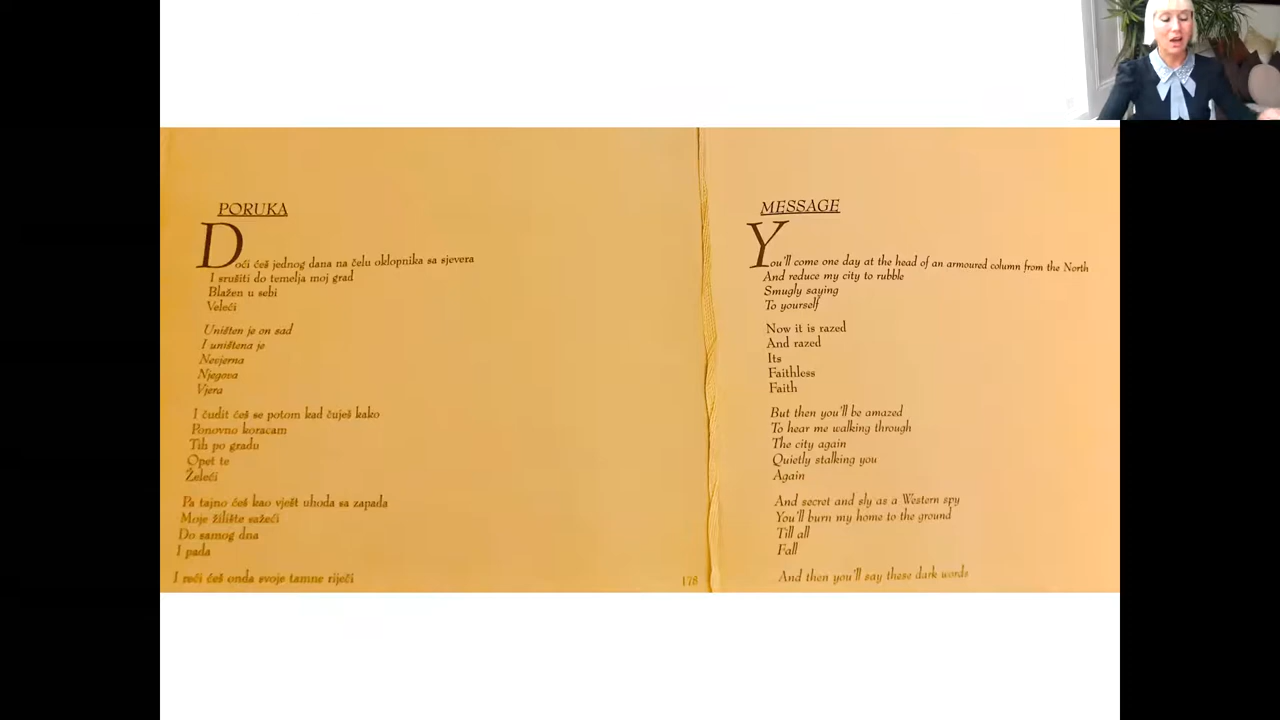 PORUKA
Doći ćeš jednog dana na čelu oklopnika sa sjevera
I srušiti do temelja moj grad
Blažen u sebi
Veleći
Uništen je on sad
I uništena je
Nevjerna
Njegova
Vjera
I čudit ćeš se potom kad čuješ kako
Ponovno koracam
Tih po gradu
Opet te
Želeći
Pa tajno ćeš kao vješt uhoda sa zapada
Moje žilište sažeći
Do samog dna
I pada
I reći ćeš onda svoje tamne riječi
178
MESSAGE
You'll come one day at the head of an armoured column from the North
And reduce my city to rubble
Smugly saying
To yourself
Now it is razed
And razed
Its
Faithless
Faith
But then you'll be amazed
To hear me walking through
The city again
Quietly stalking you
Again
And secret and sly as a Western spy
You'll burn my home to the ground
Till all
Fall
And then you'll say these dark words